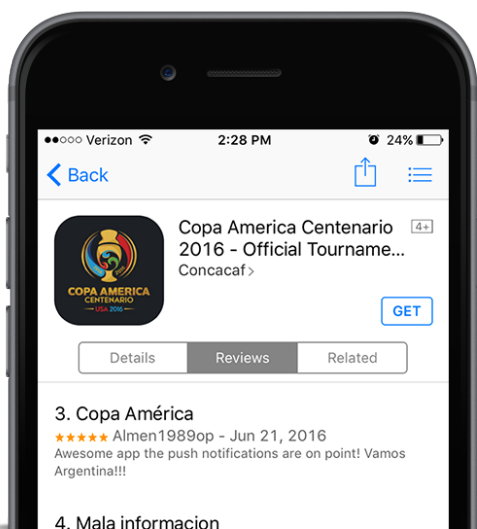 Verizon 2:28 PM 24%
Back
COPA AMERICA
CENTENARIO
USA 2016
Copa America Centenario 4+
2016 - Official Tourname...
Concacaf
GET
Details Reviews Related
3. Copa América
Almen1989op - Jun 21, 2016
Awesome app the push notifications are on point! Vamos
Argentina!!!
4. Mala informacion